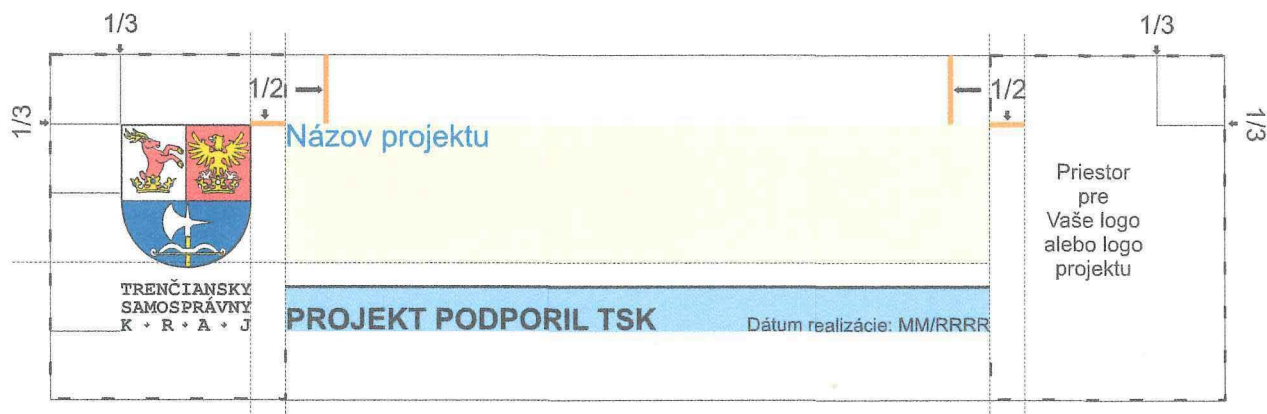 1/3
1/3
1/2
1/2
1/3
1/3
Názov projektu
Priestor
pre
Vaše logo
alebo logo
projektu
TRENČIANSKY
SAMOSPRÁVNY
K • R • A • J
PROJEKT PODPORIL TSK
Dátum realizácie: MM/RRRR